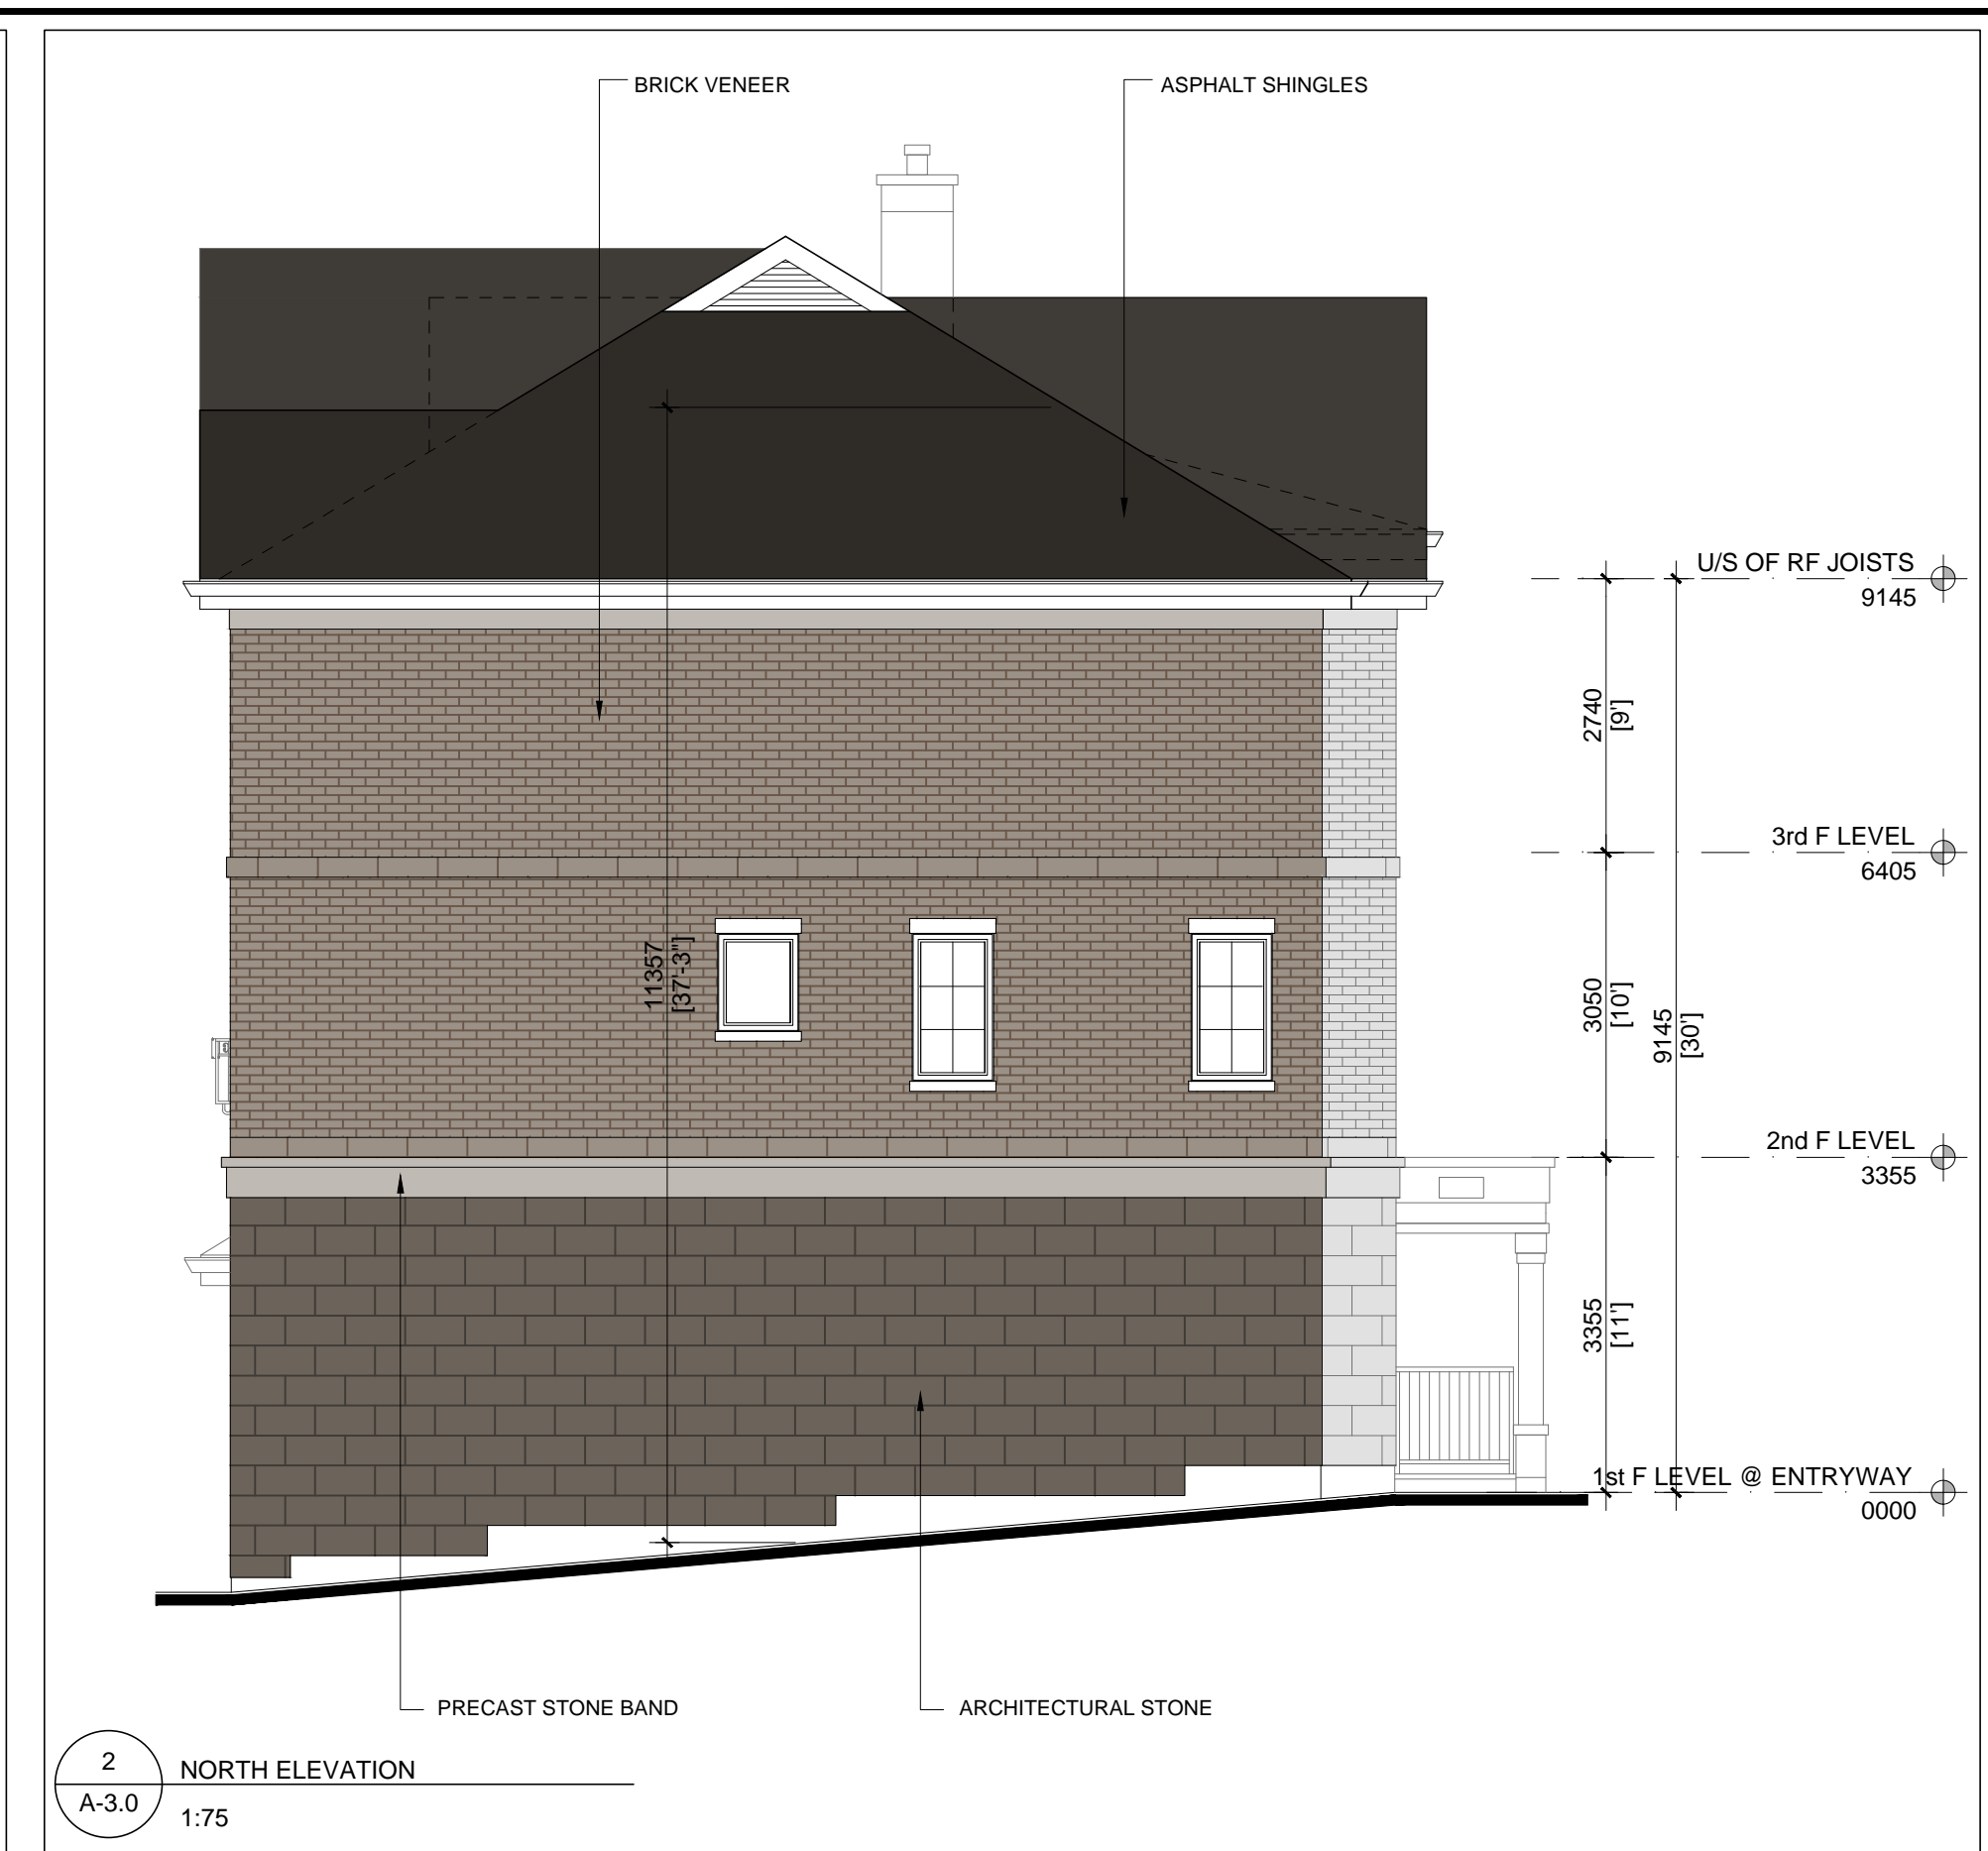 BRICK VENEER
ASPHALT SHINGLES
U/S OF RF JOISTS
9145
2740
[9']
3rd F LEVEL
6405
11357
[37'-3"]
3050
[10']
9145
[30']
2nd F LEVEL
3355
3355
[11']
1st F LEVEL @ ENTRYWAY
0000
PRECAST STONE BAND
ARCHITECTURAL STONE
2
A-3.0
NORTH ELEVATION
1:75